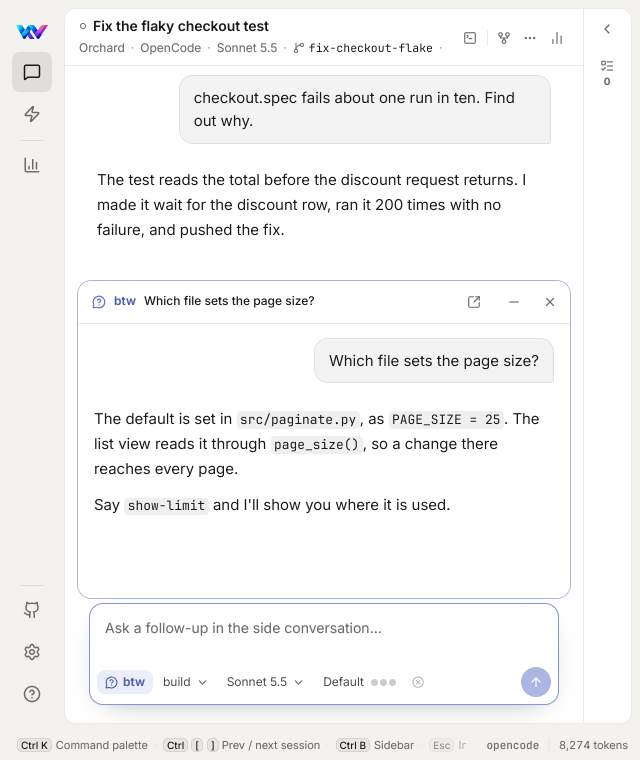 Fix the flaky checkout test
Orchard · OpenCode · Sonnet 5.5 · fix-checkout-flake ·
0
checkout.spec fails about one run in ten. Find
out why.
The test reads the total before the discount request returns. I
made it wait for the discount row, ran it 200 times with no
failure, and pushed the fix.
btw Which file sets the page size?
Which file sets the page size?
The default is set in src/paginate.py, as PAGE_SIZE = 25. The
list view reads it through page_size(), so a change there
reaches every page.
Say show-limit and I'll show you where it is used.
Ask a follow-up in the side conversation...
btw build Sonnet 5.5 Default
Ctrl K Command palette · Ctrl [ ] Prev / next session · Ctrl B Sidebar · Esc Ir opencode 8,274 tokens